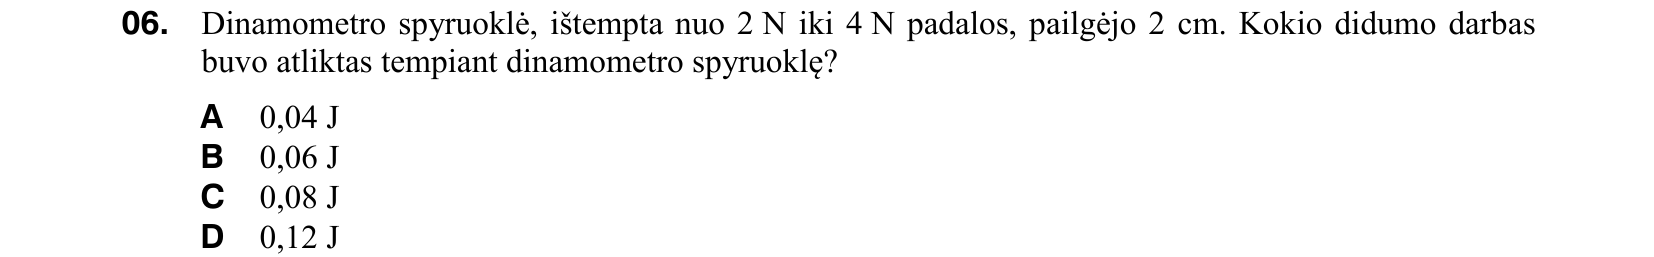 06. Dinamometro spyruoklė, ištempta nuo 2 N iki 4 N padalos, pailgėjo 2 cm. Kokio didumo darbas
buvo atliktas tempiant dinamometro spyruoklę?
A 0,04 J
B 0,06 J
C 0,08 J
D 0,12 J